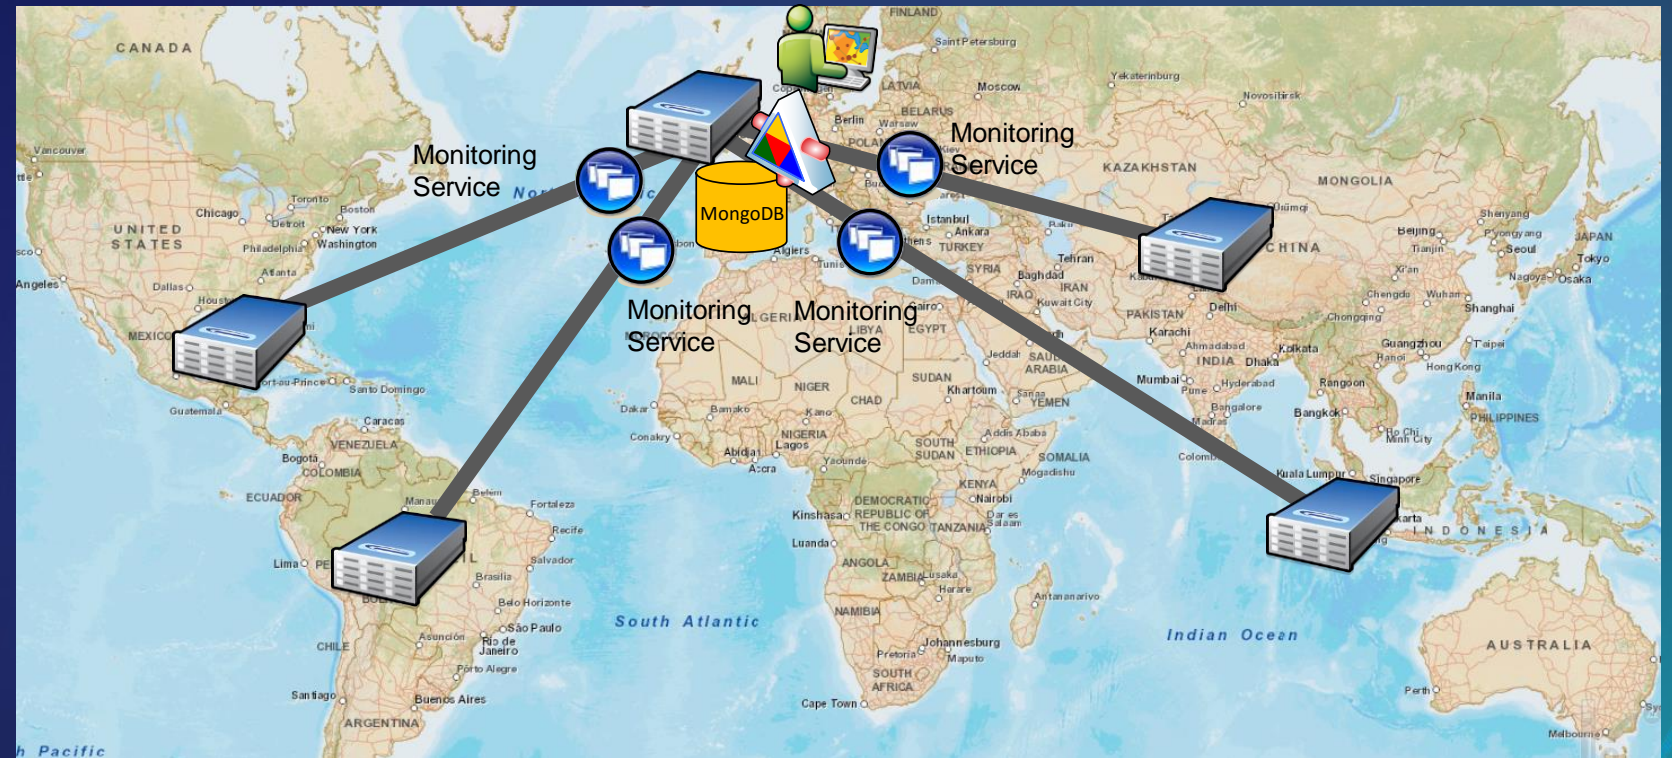 FINLAND
CANADA
Saint Petersburg
Yekaterinburg
Novosibirsk
LATVIA
Moscow
BELARUS
Berlin
Warsaw
Monitoring
Service
Monitoring
Service
Vancouver
Kiev
KAZAKHSTAN
MONGOLIA
Toronto
Boston
Chicago
Detroit
New York
Philadelphia
Washington
UNITED
STATES
MongoDB
Istanbul
Ankara
TURKEY
Beijing
Tianjin
Shenyang
Pyongyang
Seoul
JAPAN
Tokyo
Nagoya
Osaka
CHINA
Algiers
SYRIA
Tehran
Baghdad
IRAN
IRAQ
Kuwait City
Xi'an
Chengdu
Wuhan
Shanghai
Chongqing
Angeles
Dallas
Atlanta
Monitoring
Service
Monitoring
Service
LIBYA
EGYPT
PAKISTAN
Delhi
Karachi
Ahmadabad
INDIA
Dhaka
Kolkata
Guangzhou
Hanoi
Hong Kong
Taipei
Jeddah
SAUDI
ARABIA
MALI
NIGER
CHAD
SUDAN
Khartoum
Sanaa
YEMEN
Mumbai
Pune
Hyderabad
Bangalore
Madras
Rangoon
Bangkok
Manila
PHILIPPINES
Ho Chi
Minh City
Santo Domingo
Guatemala
Caracas
VENEZUELA
Bogota
COLOMBIA
ECUADOR
Dakar
Bamako
Kano
Conakry
NIGERIA
Lagos
Abidjan
Accra
Yaounde
SOUTH
SUDAN
Addis Ababa
ETHIOPIA
SOMALIA
Mogadishu
KENYA
Nairobi
Kuala Lumpur
Singapore
INDONESIA
Belem
Fortaleza
Recife
Salvador
Lima
Brasilia
Belo Horizonte
São Paulo
Rio de
Janeiro
Asunción
Pôrto Alegre
CHILE
Santiago
Buenos Aires
ARGENTINA
Kinshasa
DEMOCRATIC
REPUBLIC OF
THE CONGO
TANZANIA
Dar es
Salaam
Luanda
ANGOLA
ZAMBIA
Lusaka
Harare
Antananarivo
NAMIBIA
Johannesburg
Pretoria
Maputo
SOUTH
AFRICA
Cape Town
South Atlantic
Indian Ocean
AUSTRALIA
Perth
Melbourne
h Pacific